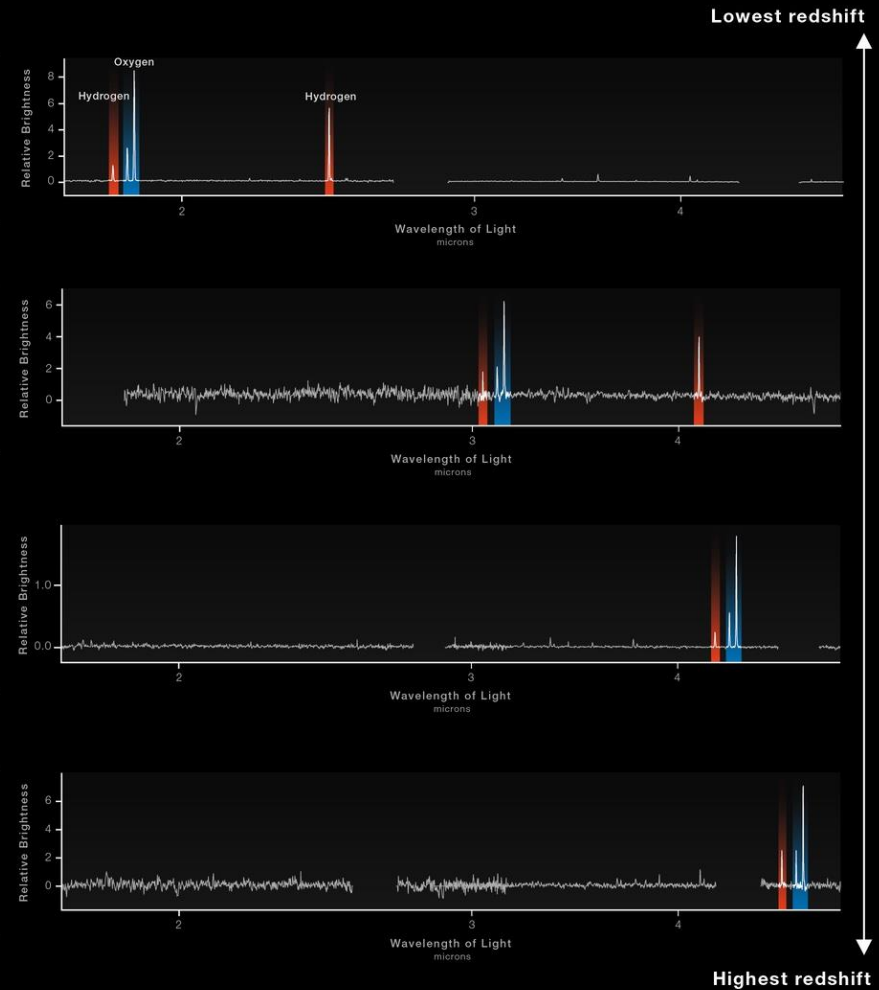 Lowest redshift
Oxygen
Hydrogen
Hydrogen
Relative Brightness
8
6
4
2
0
2
3
4
Wavelength of Light
microns
Relative Brightness
6
4
2
0
2
3
4
Wavelength of Light
microns
Relative Brightness
1.0
0.0
2
3
4
Wavelength of Light
microns
Relative Brightness
6
4
2
0
2
3
4
Wavelength of Light
microns
Highest redshift